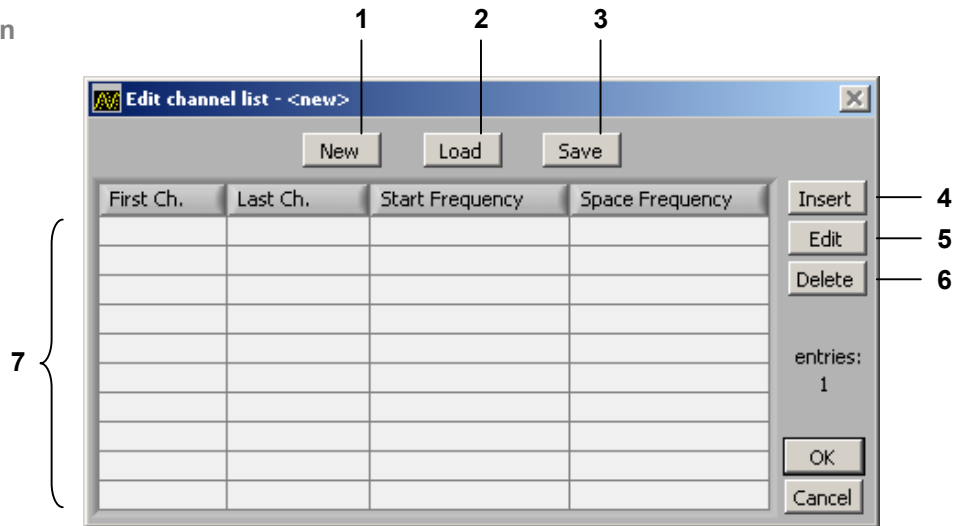 1 2 3
n
Edit channel list - <new>
New Load Save
First Ch. Last Ch. Start Frequency Space Frequency Insert 4
Edit 5
Delete 6
7
entries:
1
OK
Cancel